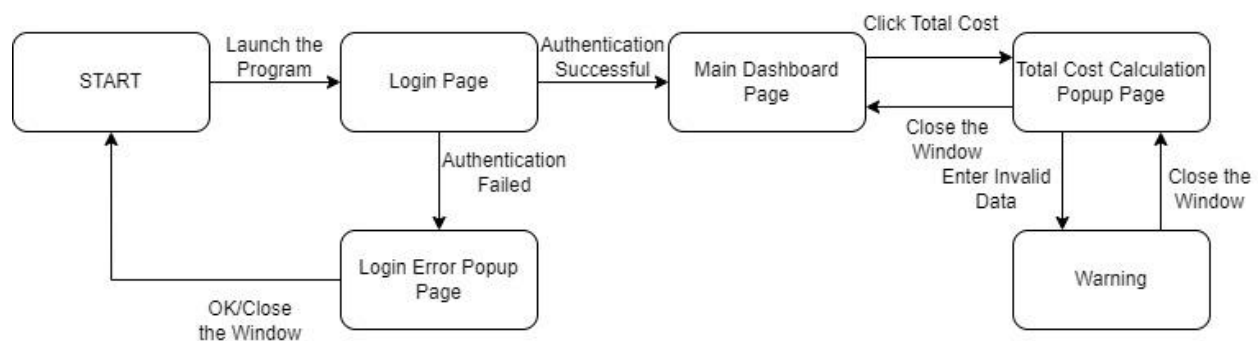 Click Total Cost
Launch the
Program
Authentication
Successful
START
Login Page
Main Dashboard
Page
Total Cost Calculation
Popup Page
Close the
Window
Authentication
Failed
Enter Invalid
Data
Close the
Window
Login Error Popup
Page
Warning
OK/Close
the Window